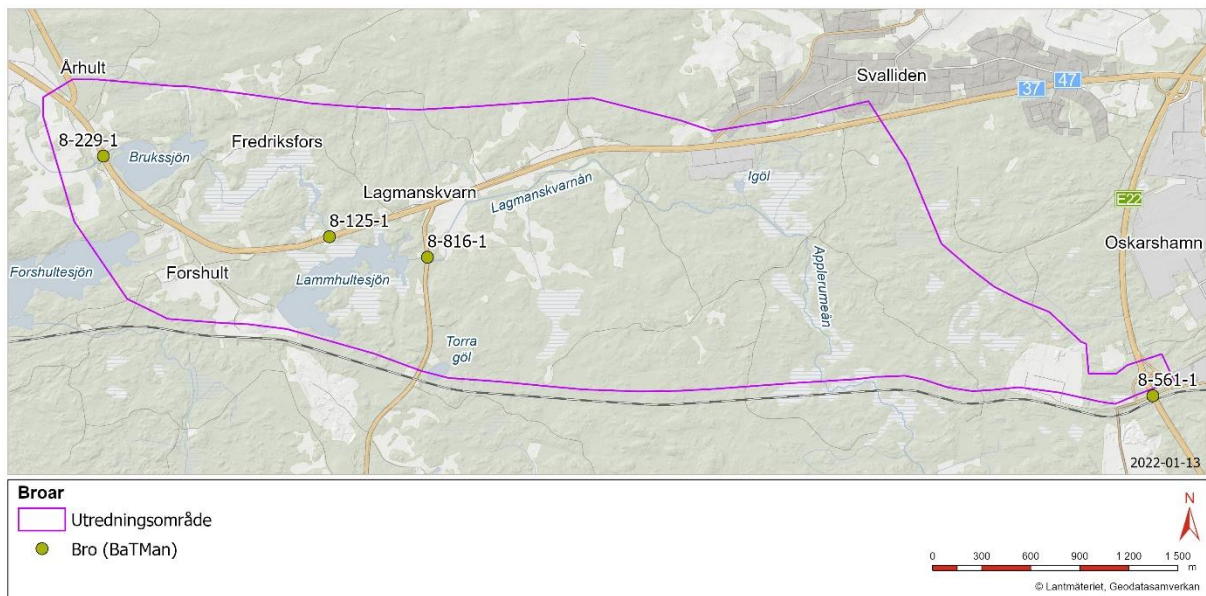 Århult
Svalliden
37
47
8-229-1
Brukssjön
Fredriksfors
Igöl
Lagmanskvarn
Lagmanskvarnån
E22
8-125-1
8-816-1
Oskarshamn
Forshultesjön
Forshult
Lammhultesjön
Applerumeån
Torra
göl
8-561-1
2022-01-13
Broar
Utredningsområde
Bro (BaTMan)
N
0 300 600 900 1 200 1 500
m
© Lantmäteriet, Geodatasamverkan